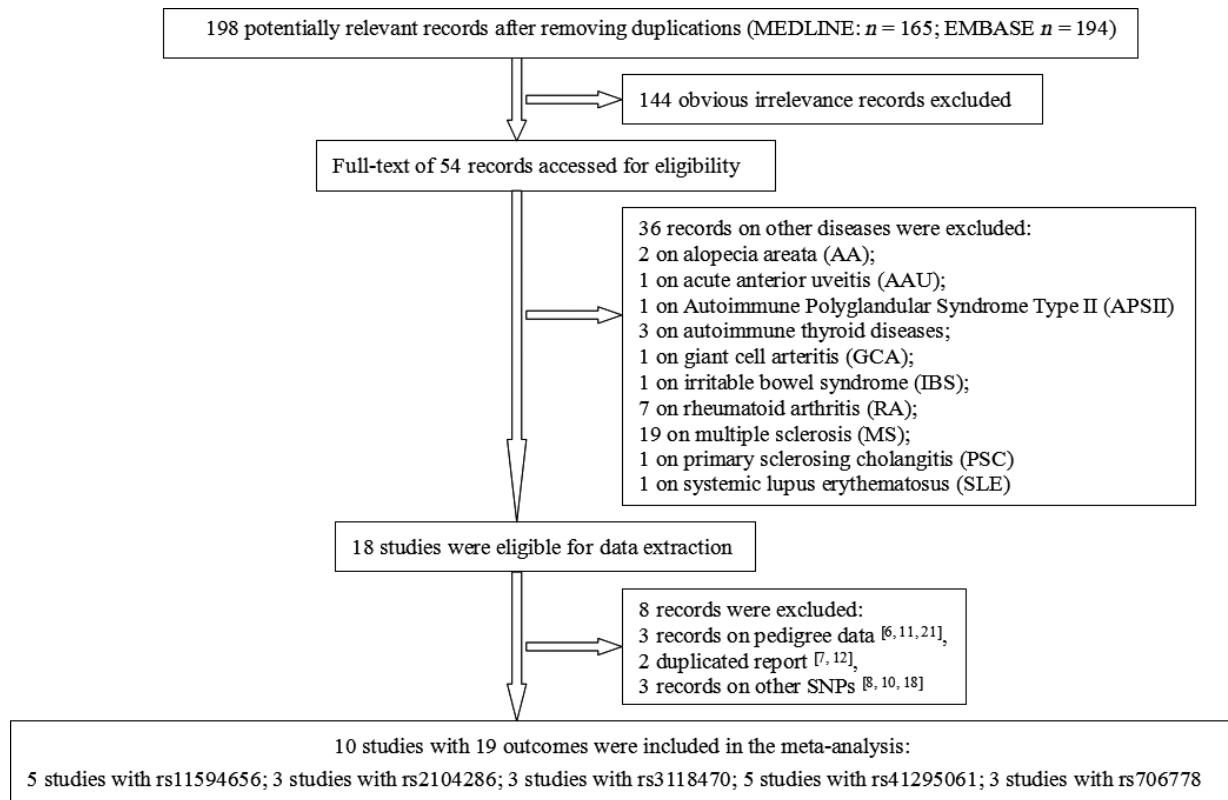 198 potentially relevant records after removing duplications (MEDLINE: n = 165; EMBASE n = 194)
144 obvious irrelevance records excluded
Full-text of 54 records accessed for eligibility
36 records on other diseases were excluded:
2 on alopecia areata (AA);
1 on acute anterior uveitis (AAU);
1 on Autoimmune Polyglandular Syndrome Type II (APSII)
3 on autoimmune thyroid diseases;
1 on giant cell arteritis (GCA);
1 on irritable bowel syndrome (IBS);
7 on rheumatoid arthritis (RA);
19 on multiple sclerosis (MS);
1 on primary sclerosing cholangitis (PSC)
1 on systemic lupus erythematosus (SLE)
18 studies were eligible for data extraction
8 records were excluded:
3 records on pedigree data [6, 11, 21],
2 duplicated report [7, 12],
3 records on other SNPs [8, 10, 18]
10 studies with 19 outcomes were included in the meta-analysis:
5 studies with rs11594656; 3 studies with rs2104286; 3 studies with rs3118470; 5 studies with rs41295061; 3 studies with rs706778